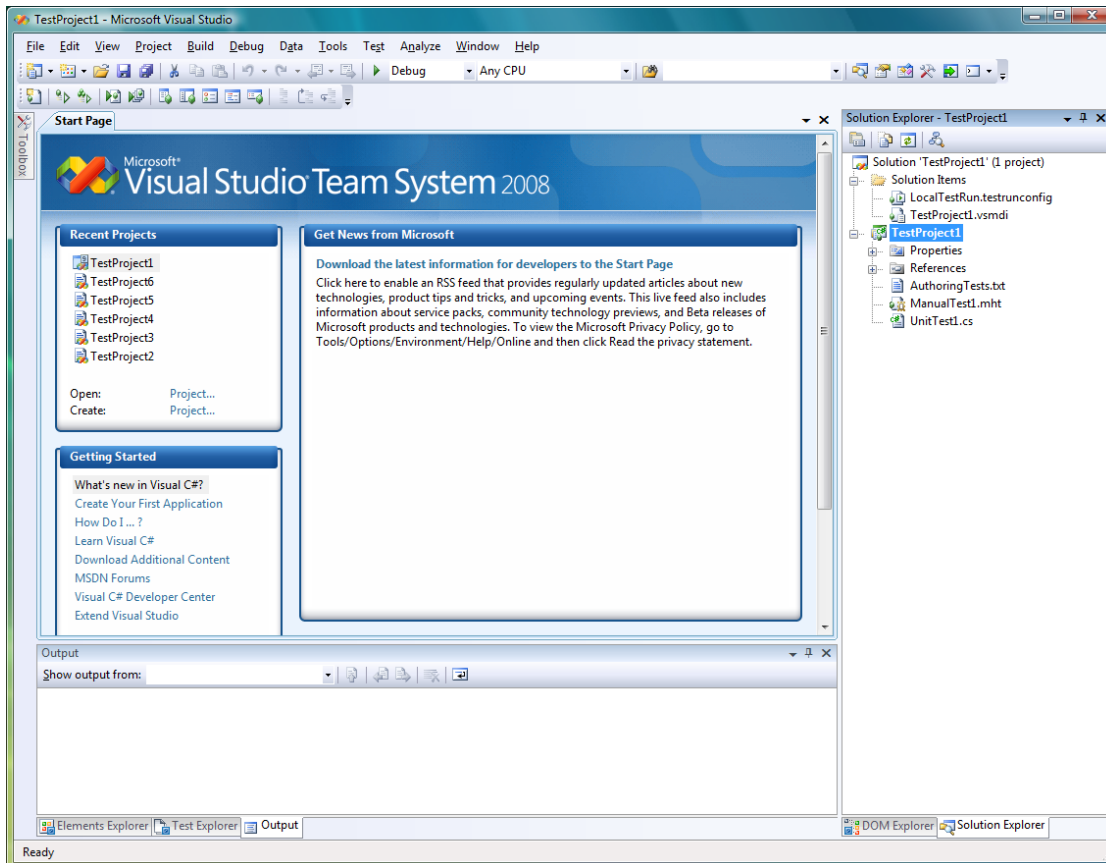 TestProject1 - Microsoft Visual Studio
File Edit View Project Build Debug Data Tools Test Analyze Window Help
Debug Any CPU
Toolbox
Start Page
Microsoft®
Visual Studio® Team System 2008
Recent Projects
TestProject1
TestProject6
TestProject5
TestProject4
TestProject3
TestProject2
Open: Project...
Create: Project...
Getting Started
What's new in Visual C#?
Create Your First Application
How Do I ... ?
Learn Visual C#
Download Additional Content
MSDN Forums
Visual C# Developer Center
Extend Visual Studio
Get News from Microsoft
Download the latest information for developers to the Start Page
Click here to enable an RSS feed that provides regularly updated articles about new
technologies, product tips and tricks, and upcoming events. This live feed also includes
information about service packs, community technology previews, and Beta releases of
Microsoft products and technologies. To view the Microsoft Privacy Policy, go to
Tools/Options/Environment/Help/Online and then click Read the privacy statement.
Solution Explorer - TestProject1
Solution 'TestProject1' (1 project)
Solution Items
LocalTestRun.testrunconfig
TestProject1.vsmdi
TestProject1
Properties
References
AuthoringTests.txt
ManualTest1.mht
UnitTest1.cs
Output
Show output from:
Elements Explorer Test Explorer Output
DOM Explorer Solution Explorer
Ready